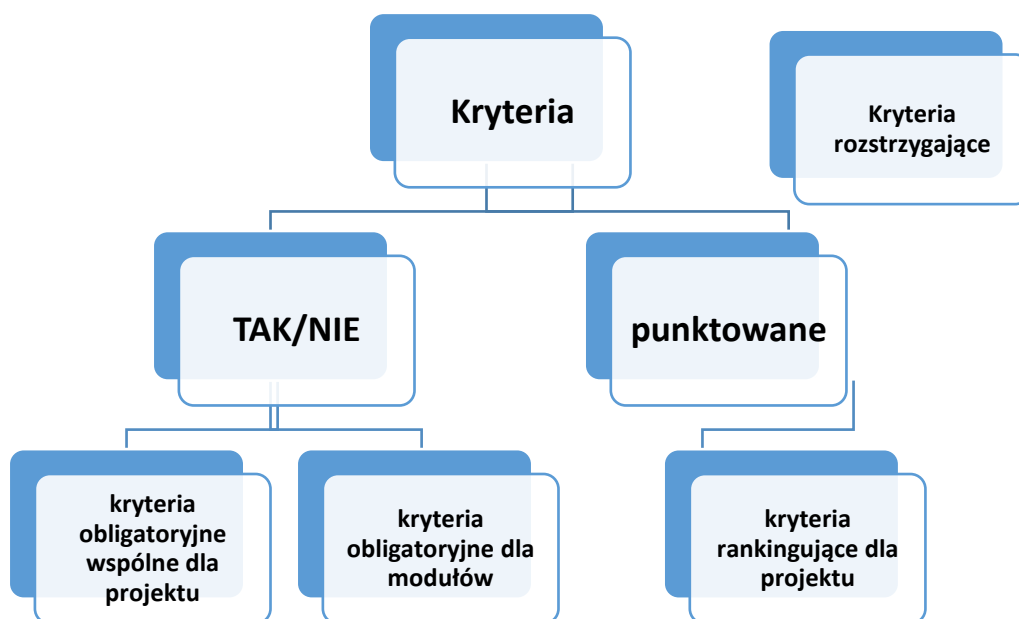 Kryteria
Kryteria
rozstrzygające
TAK/NIE
punktowane
kryteria
obligatoryjne
wspólne dla
projektu
kryteria
obligatoryjne dla
modułów
kryteria
rankingujące dla
projektu